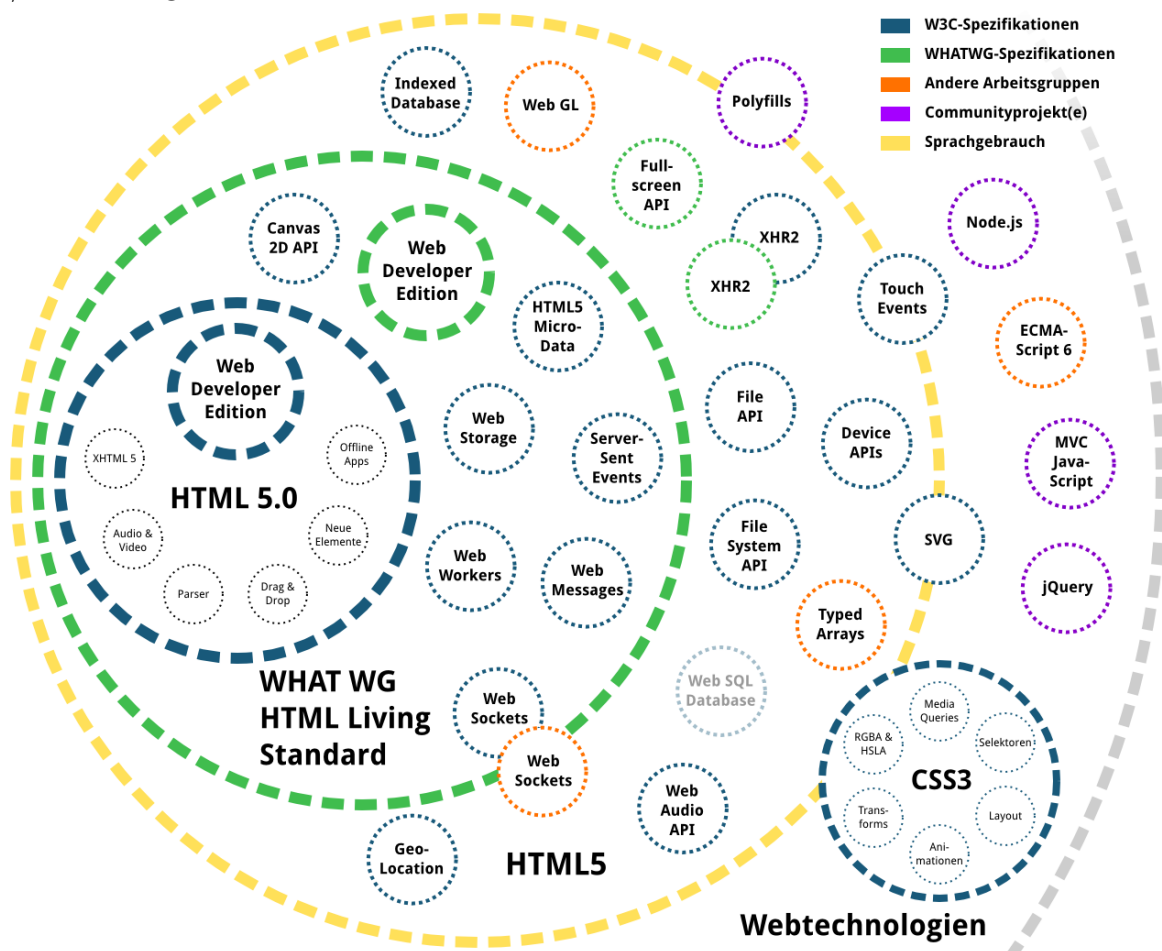 W3C-Spezifikationen
WHATWG-Spezifikationen
Andere Arbeitsgruppen
Communityprojekt(e)
Sprachgebrauch
Indexed
Database
Web GL
Polyfills
Full-
screen
API
Node.js
Canvas
2D API
Web
Developer
Edition
XHR2
XHR2
Touch
Events
HTML5
Micro-
Data
ECMA-
Script 6
Web
Developer
Edition
File
API
Web
Storage
Server-
Sent
Events
Device
APIs
MVC
Java-
Script
XHTML 5
Offline
Apps
HTML 5.0
Audio &
Video
Neue
Elemente
Parser
Drag &
Drop
Web
Workers
Web
Messages
File
System
API
SVG
jQuery
Typed
Arrays
WHAT WG
HTML Living
Standard
Web
Sockets
Web
Sockets
Web SQL
Database
Media
Queries
RGBA &
HSLA
Selektoren
CSS3
Trans-
forms
Layout
Ani-
mationen
Web
Audio
API
Geo-
Location
HTML5
Webtechnologien